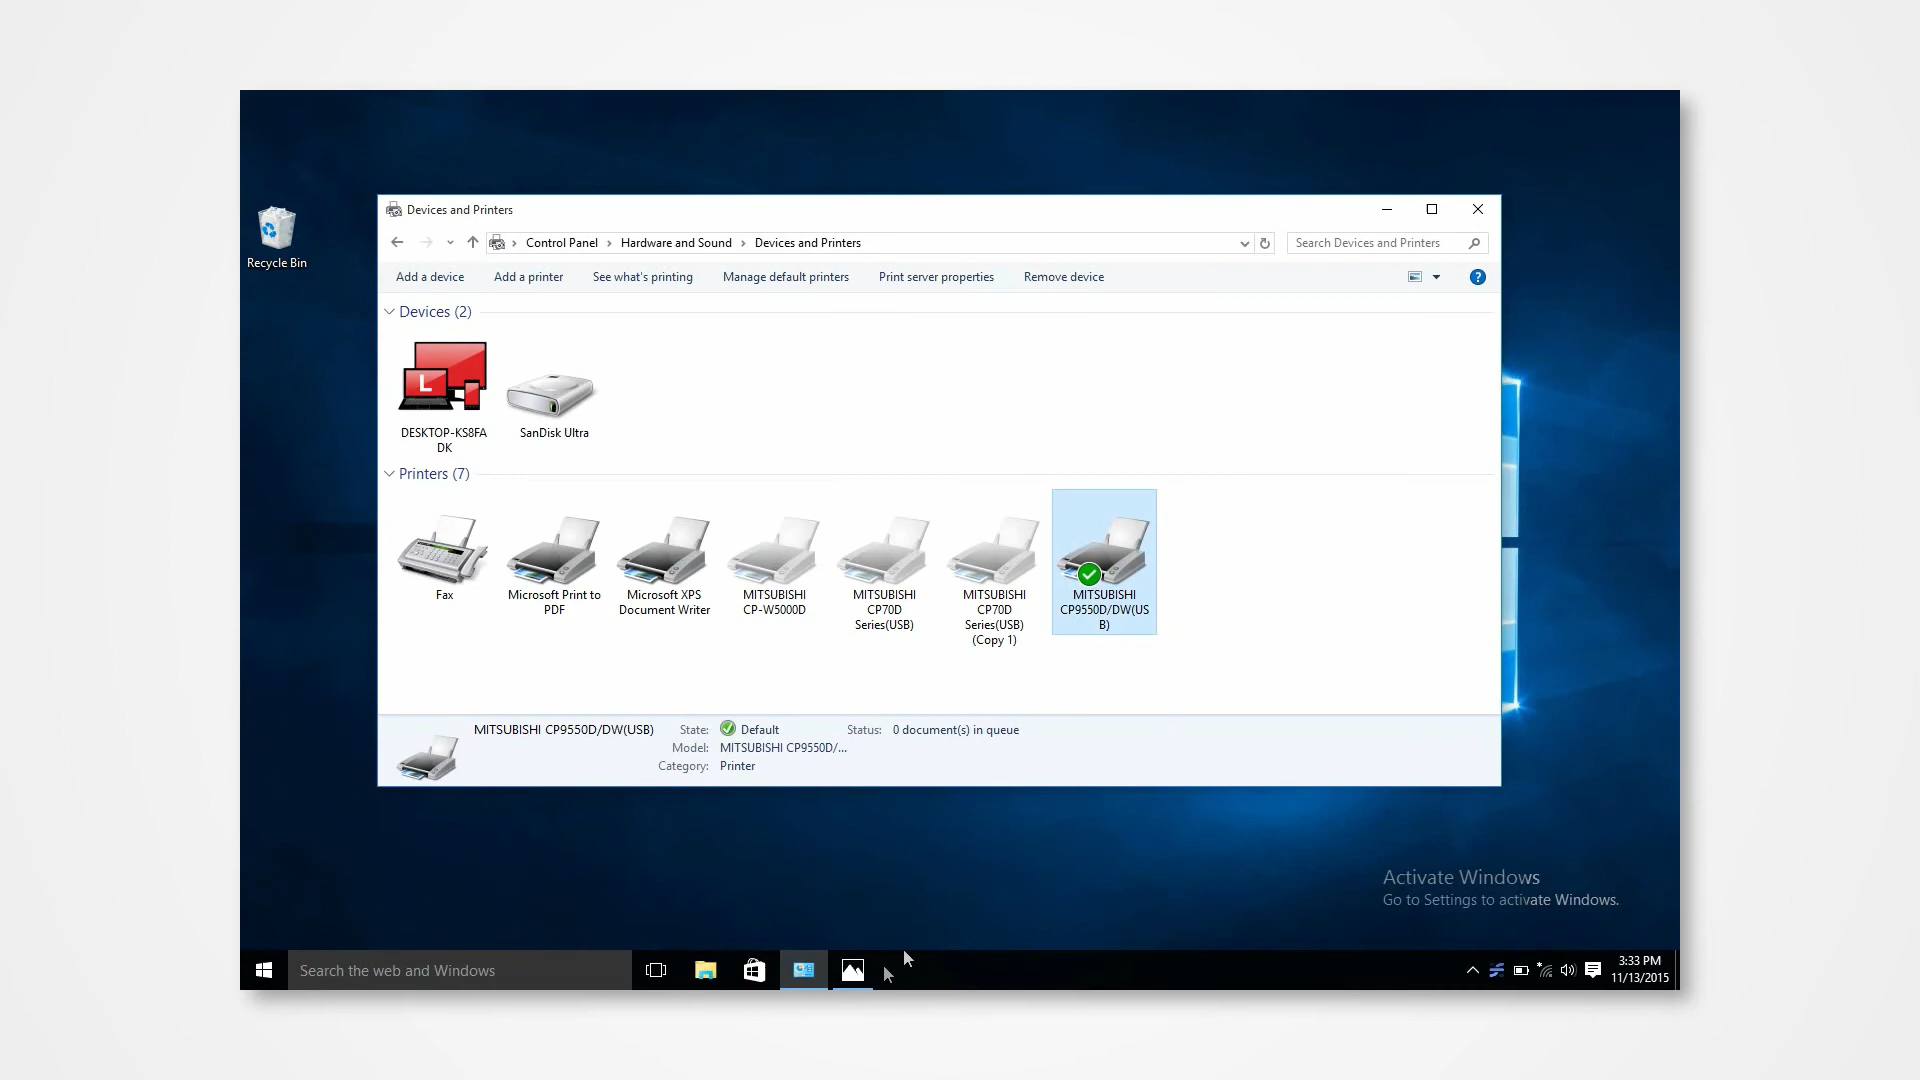 Recycle Bin
Devices and Printers
Control Panel > Hardware and Sound > Devices and Printers
Search Devices and Printers
Add a device
Add a printer
See what's printing
Manage default printers
Print server properties
Remove device
?
Devices (2)
L
DESKTOP-KS8FA
DK
SanDisk Ultra
Printers (7)
Fax
Microsoft Print to
PDF
Microsoft XPS
Document Writer
MITSUBISHI
CP-W5000D
MITSUBISHI
CP70D
Series(USB)
MITSUBISHI
CP70D
Series(USB)
(Copy 1)
MITSUBISHI
CP9550D/DW(US
B)
MITSUBISHI CP9550D/DW(USB)
State: Default
Status: 0 document(s) in queue
Model: MITSUBISHI CP9550D/...
Category: Printer
Activate Windows
Go to Settings to activate Windows.
Search the web and Windows
3:33 PM
11/13/2015